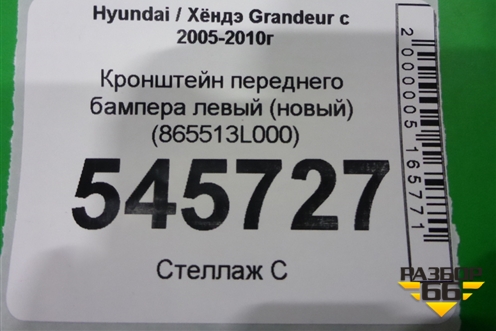 Hyundai / Хёндэ Grandeur с
2005-2010г
Кронштейн переднего
бампера левый (новый)
(865513L000)
545727
Стеллаж С
2000005165771
РАЗБОР
66